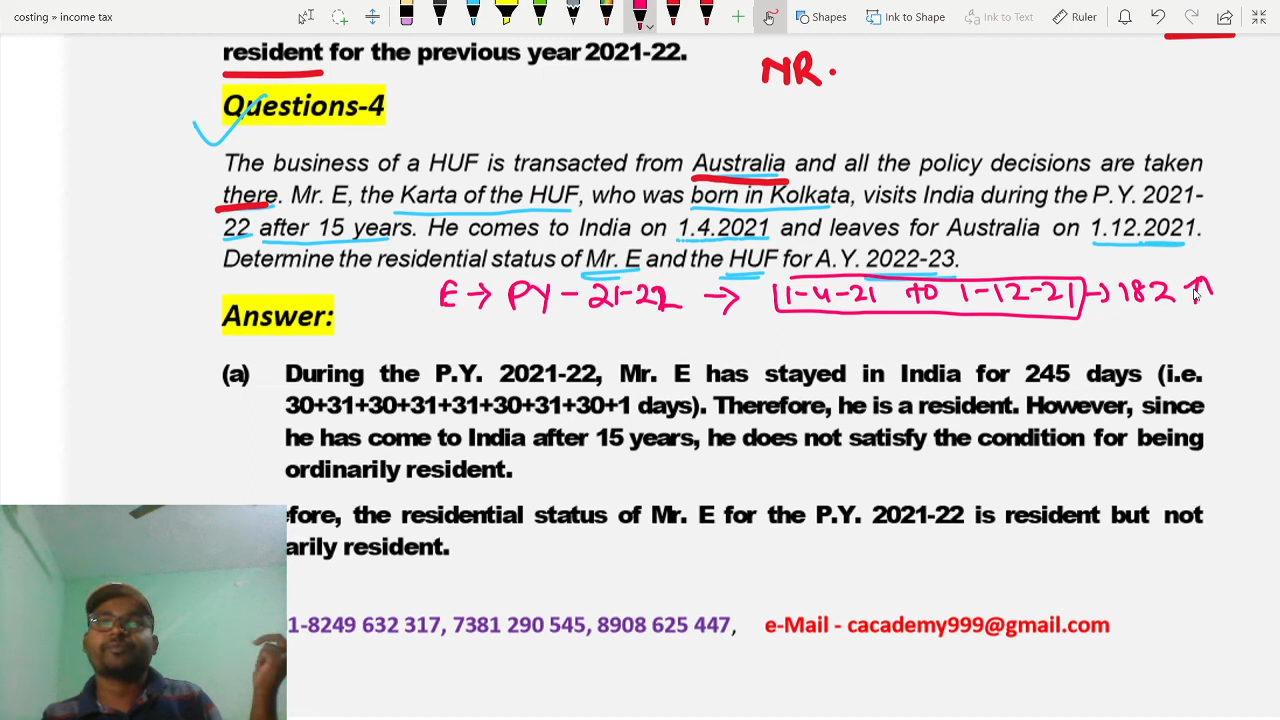 costing » income tax
Shapes Ink to Shape Ink to Text Ruler
resident for the previous year 2021-22.
NR.
Questions-4
The business of a HUF is transacted from Australia and all the policy decisions are taken
there. Mr. E, the Karta of the HUF, who was born in Kolkata, visits India during the P.Y. 2021-
22 after 15 years. He comes to India on 1.4.2021 and leaves for Australia on 1.12.2021.
Determine the residential status of Mr. E and the HUF for A.Y. 2022-23.
E → PY - 21-22 → 1-4-21 to 1-12-21 → 182 ↑
Answer:
(a) During the P.Y. 2021-22, Mr. E has stayed in India for 245 days (i.e.
30+31+30+31+31+30+31+30+1 days). Therefore, he is a resident. However, since
he has come to India after 15 years, he does not satisfy the condition for being
ordinarily resident.
efore, the residential status of Mr. E for the P.Y. 2021-22 is resident but not
arily resident.
1-8249 632 317, 7381 290 545, 8908 625 447, e-Mail - cacademy999@gmail.com